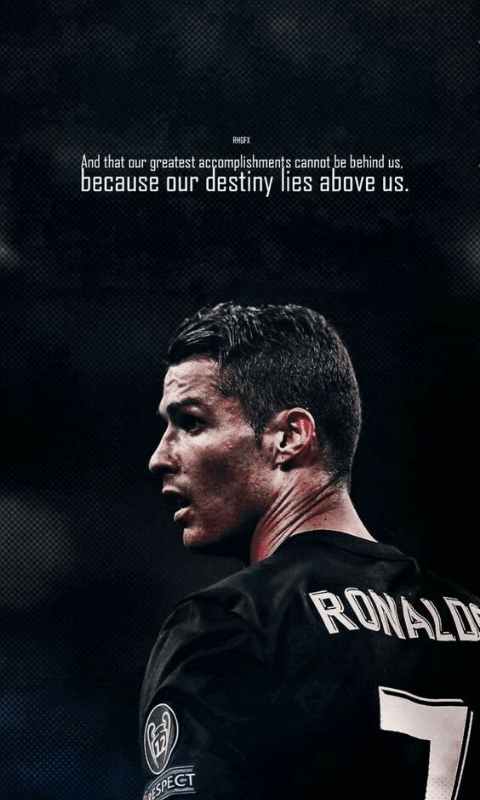 RHGFX
And that our greatest accomplishments cannot be behind us,
because our destiny lies above us.
RONALDO
7
12
RESPECT